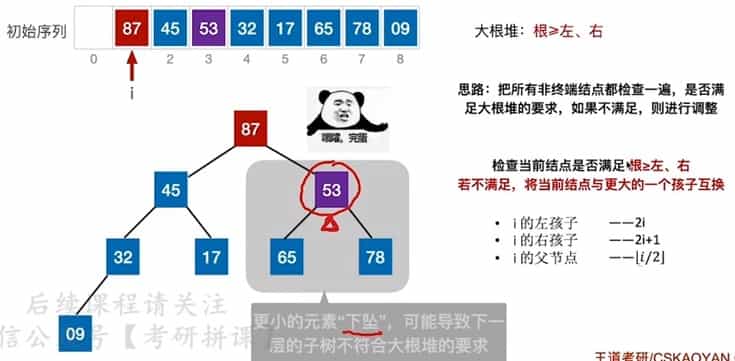 初始序列
87 45 53 32 17 65 78 09
0 1 2 3 4 5 6 7 8
i
大根堆：根≥左、右
思路：把所有非终端结点都检查一遍，是否满
足大根堆的要求，如果不满足，则进行调整
检查当前结点是否满足 根≥左、右
若不满足，将当前结点与更大的一个孩子互换
• i 的左孩子 ——2i
• i 的右孩子 ——2i+1
• i 的父节点 ——⌊i/2⌋
87
完蛋
45
53
32
17
65
78
09
更小的元素“下坠”，可能导致下一
层的子树不符合大根堆的要求
后续课程请关注
信公 号【考研拼课
王道考研/CSKAOYAN.